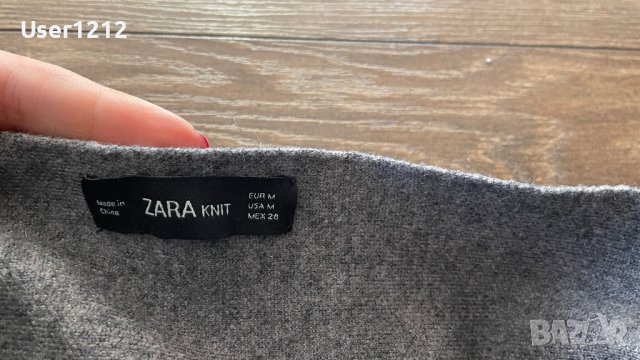 User1212
Made in
China
ZARA KNIT
EUR M
USA M
MEX 28
BAZAR